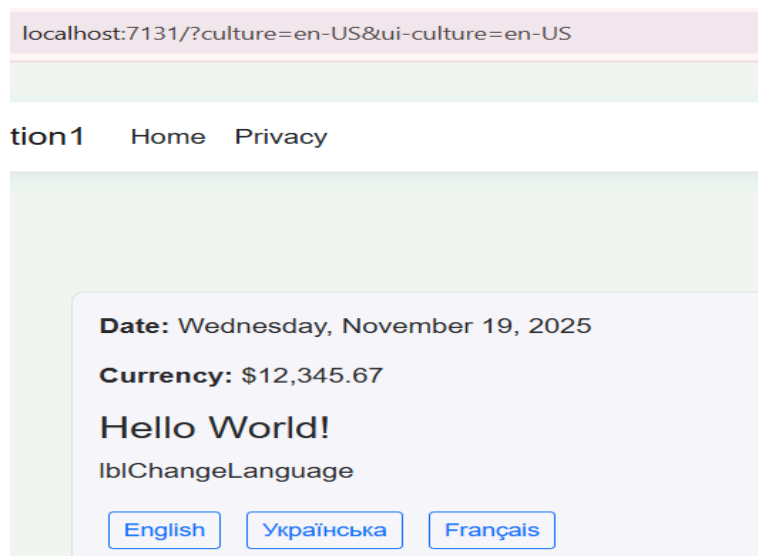 localhost:7131/?culture=en-US&ui-culture=en-US
tion1 Home Privacy
Date: Wednesday, November 19, 2025
Currency: $12,345.67
Hello World!
lblChangeLanguage
English Українська Français